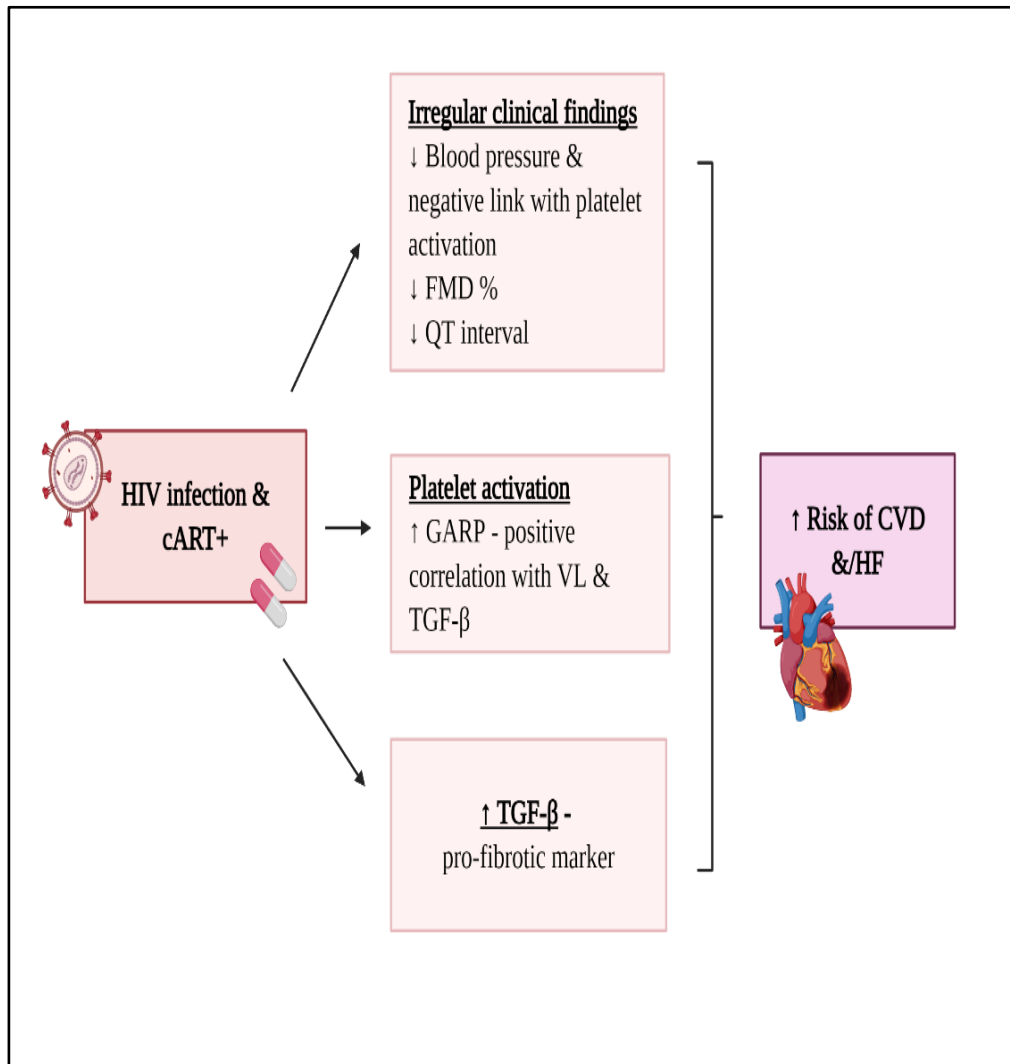 Irregular clinical findings
↓ Blood pressure &
negative link with platelet
activation
↓ FMD %
↓ QT interval
HIV infection &
cART+
Platelet activation
↑ GARP - positive
correlation with VL &
TGF-β
↑ TGF-β -
pro-fibrotic marker
↑ Risk of CVD
&/HF